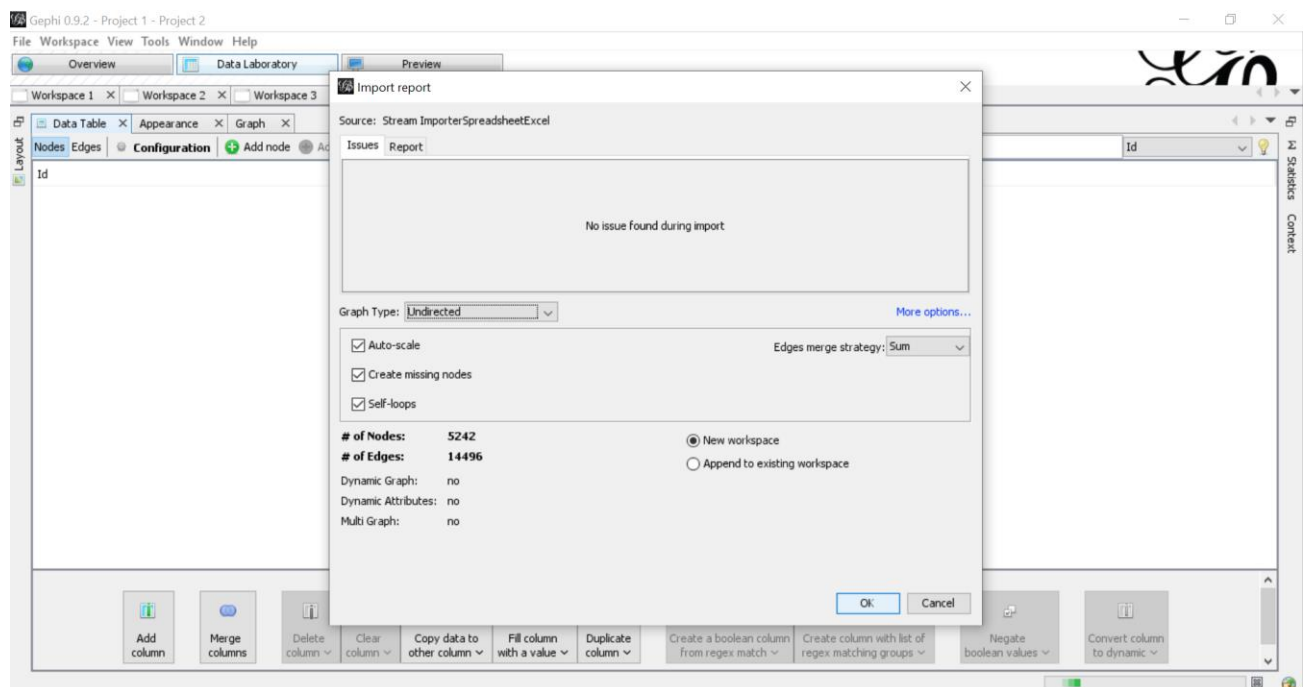 Gephi 0.9.2 - Project 1 - Project 2
File Workspace View Tools Window Help
Overview Data Laboratory Preview
Workspace 1 Workspace 2 Workspace 3
Import report
Data Table Appearance Graph
Source: Stream ImporterSpreadsheetExcel
Nodes Edges Configuration Add node Ad Id
Issues Report
Id
No issue found during import
Graph Type: Undirected More options...
Auto-scale Edges merge strategy: Sum
Create missing nodes
Self-loops
# of Nodes: 5242 New workspace
# of Edges: 14496 Append to existing workspace
Dynamic Graph: no
Dynamic Attributes: no
Multi Graph: no
OK Cancel
Add column
Merge columns
Delete column
Clear column
Copy data to other column
Fill column with a value
Duplicate column
Create a boolean column from regex match
Create column with list of regex matching groups
Negate boolean values
Convert column to dynamic
Layout
Statistics
Context